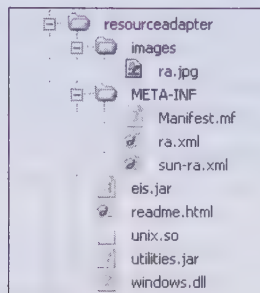 resourceadapter
images
ra.jpg
META-INF
Manifest.mf
ra.xml
sun-ra.xml
eis.jar
readme.html
unix.so
utilities.jar
windows.dll